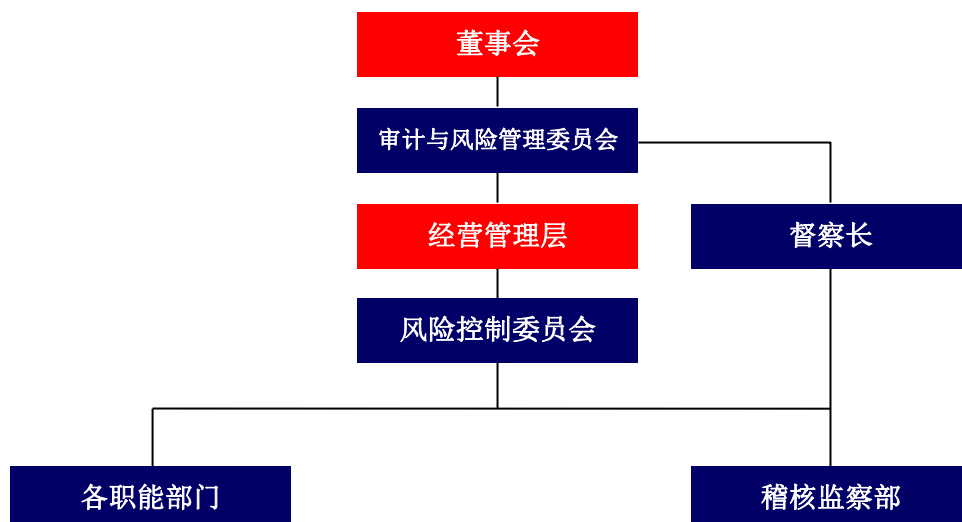 董事会
审计与风险管理委员会
经营管理层
督察长
风险控制委员会
各职能部门
稽核监察部